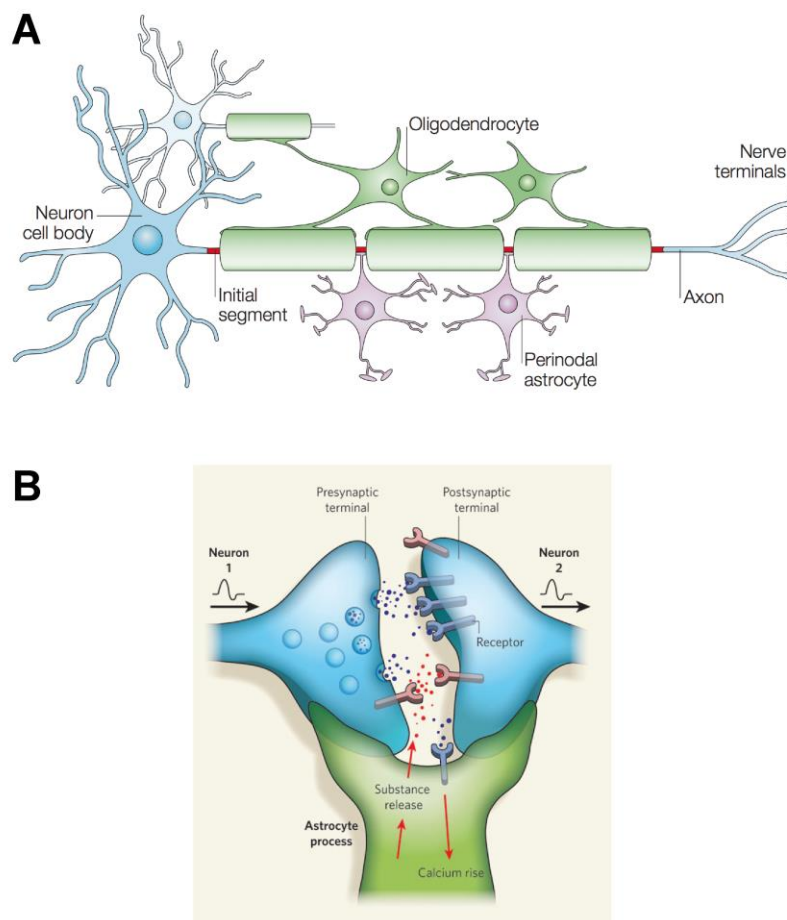 A
Oligodendrocyte
Nerve
terminals
Neuron
cell body
Initial
segment
Axon
Perinodal
astrocyte
B
Presynaptic
terminal
Postsynaptic
terminal
Neuron
1
Neuron
2
Receptor
Substance
release
Astrocyte
process
Calcium rise